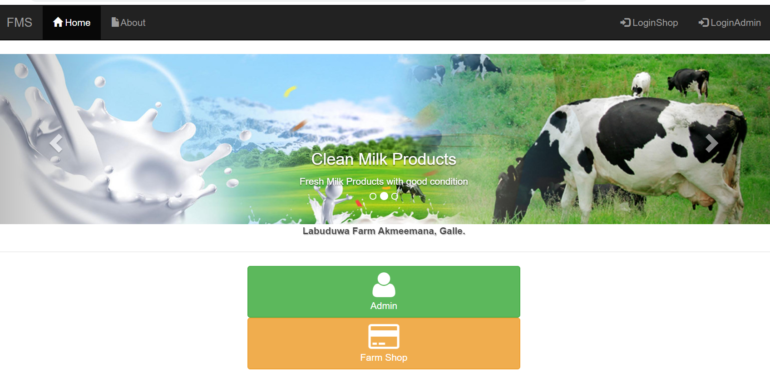 FMS Home About LoginShop LoginAdmin
Clean Milk Products
Fresh Milk Products with good condition
Labuduwa Farm Akmeemana, Galle.
Admin
Farm Shop